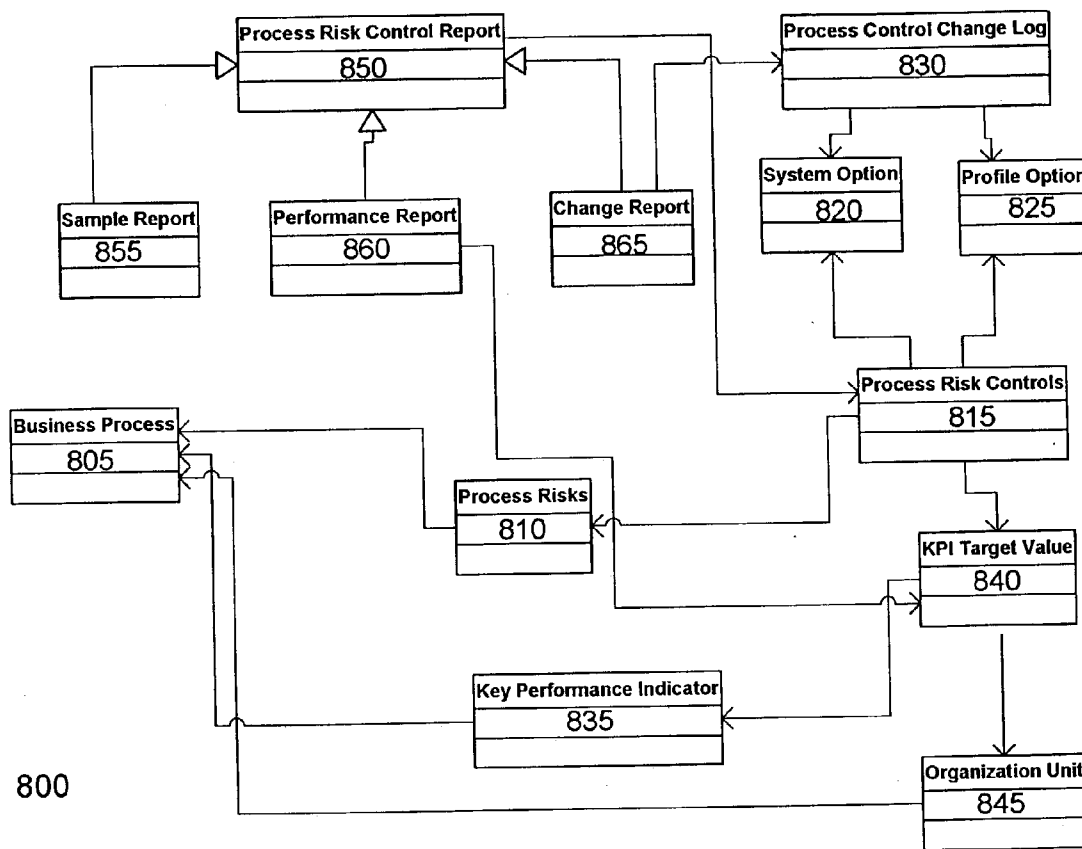 Process Risk Control Report
850
Process Control Change Log
830
System Option
820
Profile Option
825
Sample Report
855
Performance Report
860
Change Report
865
Process Risk Controls
815
Business Process
805
Process Risks
810
KPI Target Value
840
Key Performance Indicator
835
Organization Unit
845
800